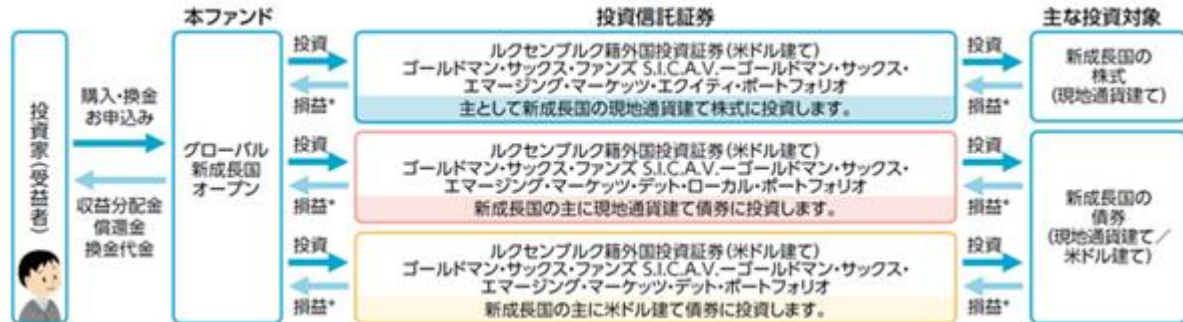 本ファンド
投資信託証券
主な投資対象
投資家(受益者)
購入・換金
お申込み
収益分配金
償還金
換金代金
グローバル
新成長国
オープン
投資
損益*
ルクセンブルク籍外国投資証券(米ドル建て)
ゴールドマン・サックス・ファンズ S.I.C.A.V.ーゴールドマン・サックス・
エマージング・マーケッツ・エクイティ・ポートフォリオ
主として新成長国の現地通貨建て株式に投資します。
投資
損益*
新成長国の
株式
(現地通貨建て)
投資
損益*
ルクセンブルク籍外国投資証券(米ドル建て)
ゴールドマン・サックス・ファンズ S.I.C.A.V.ーゴールドマン・サックス・
エマージング・マーケッツ・デット・ローカル・ポートフォリオ
新成長国の主に現地通貨建て債券に投資します。
投資
損益*
投資
損益*
ルクセンブルク籍外国投資証券(米ドル建て)
ゴールドマン・サックス・ファンズ S.I.C.A.V.ーゴールドマン・サックス・
エマージング・マーケッツ・デット・ポートフォリオ
新成長国の主に米ドル建て債券に投資します。
投資
損益*
新成長国の
債券
(現地通貨建て/
米ドル建て)